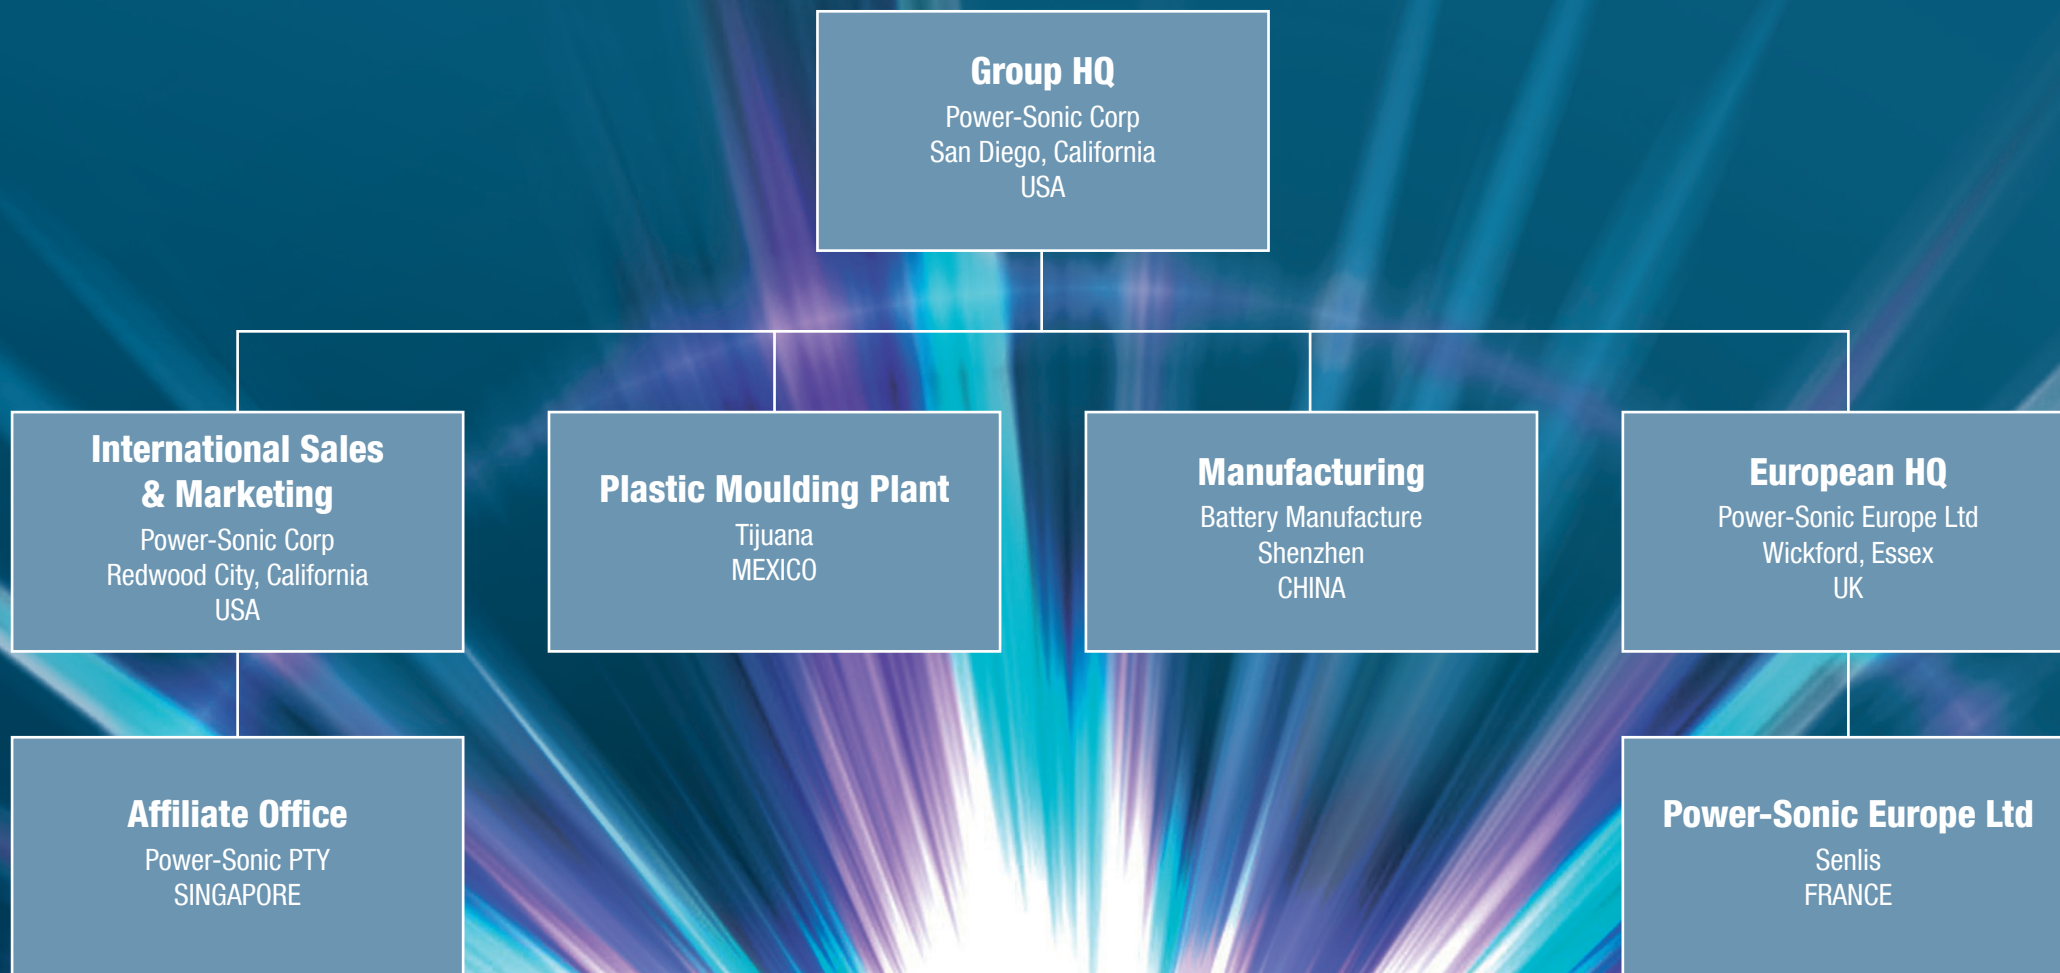 Group HQ
Power-Sonic Corp
San Diego, California
USA
International Sales
& Marketing
Power-Sonic Corp
Redwood City, California
USA
Plastic Moulding Plant
Tijuana
MEXICO
Manufacturing
Battery Manufacture
Shenzhen
CHINA
European HQ
Power-Sonic Europe Ltd
Wickford, Essex
UK
Affiliate Office
Power-Sonic PTY
SINGAPORE
Power-Sonic Europe Ltd
Senlis
FRANCE